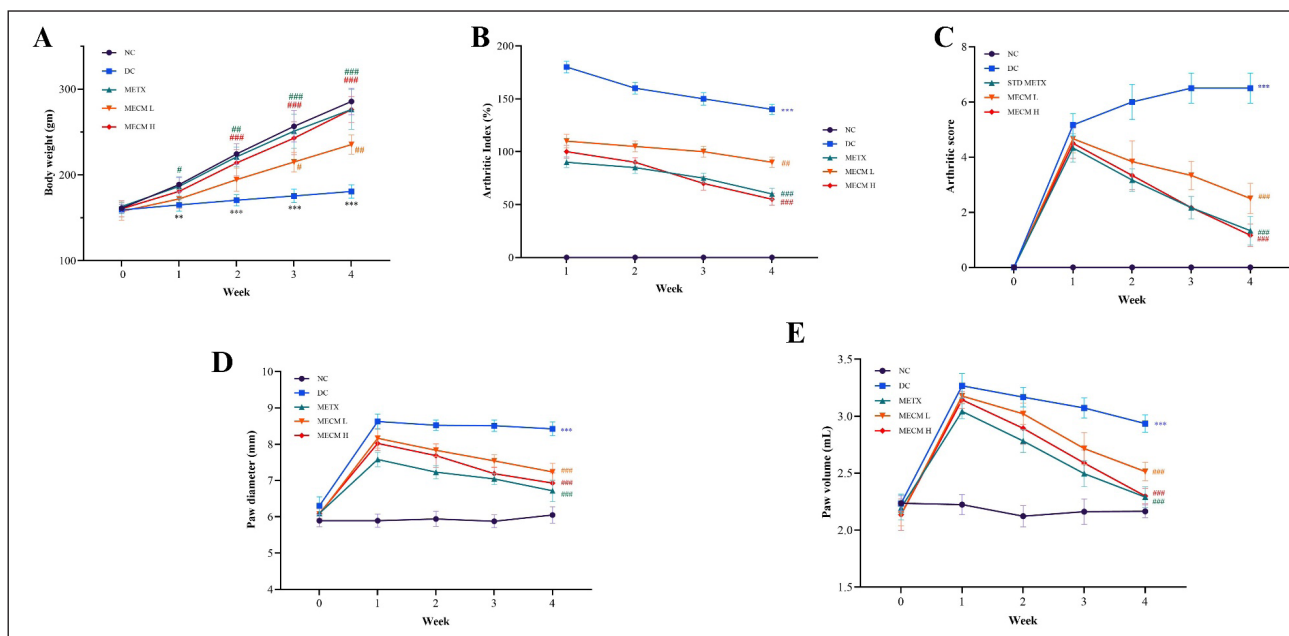 A
NC
DC
METX
MECM L
MECM H
Body weight (gm)
300
200
100
#
**
##
###
***
###
###
#
***
###
###
##
***
0 1 2 3 4
Week
B
200
150
100
50
0
Arthritic Index (%)
NC
DC
METX
MECM L
MECM H
***
##
###
###
1 2 3 4
Week
C
NC
DC
STD METX
MECM L
MECM H
Arthritic score
8
6
4
2
0
***
###
###
###
0 1 2 3 4
Week
D
NC
DC
METX
MECM L
MECM H
Paw diameter (mm)
10
8
7
6
4
***
###
###
###
0 1 2 3 4
Week
E
NC
DC
METX
MECM L
MECM H
Paw volume (mL)
3.5
3.0
2.5
2.0
1.5
***
###
###
###
0 1 2 3 4
Week